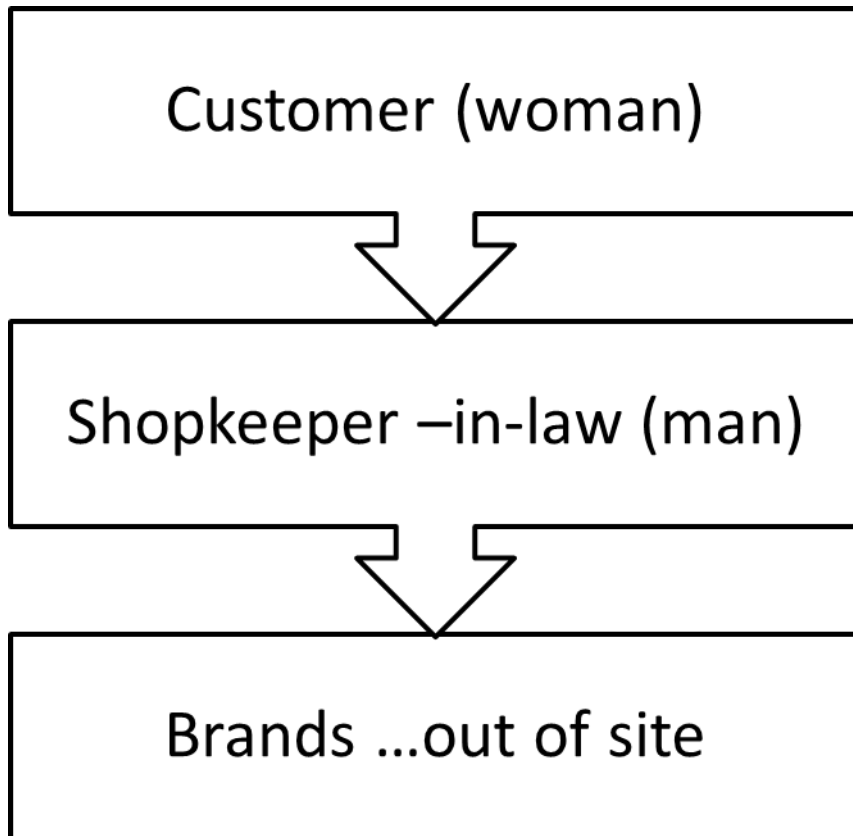 Customer (woman)
Shopkeeper –in-law (man)
Brands ...out of site